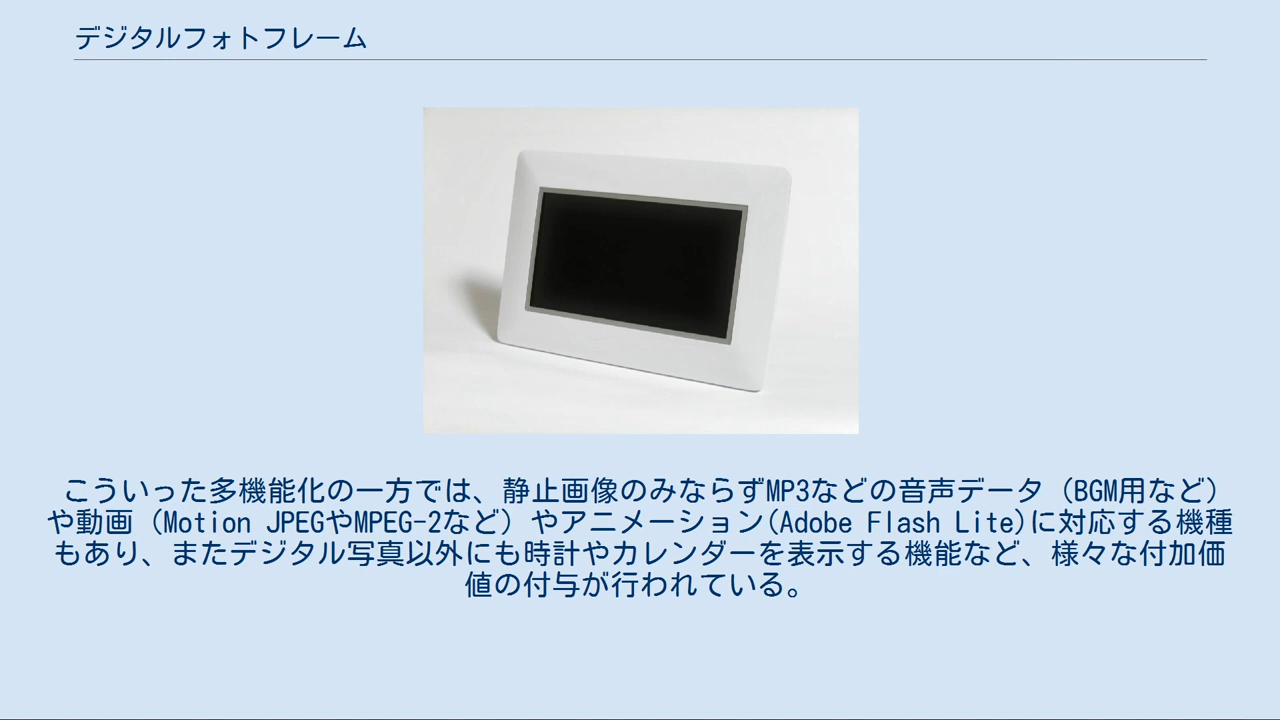 デジタルフォトフレーム
こういった多機能化の一方では、静止画像のみならずMP3などの音声データ（BGM用など）
や動画（Motion JPEGやMPEG-2など）やアニメーション(Adobe Flash Lite)に対応する機種
もあり、またデジタル写真以外にも時計やカレンダーを表示する機能など、様々な付加価
値の付与が行われている。